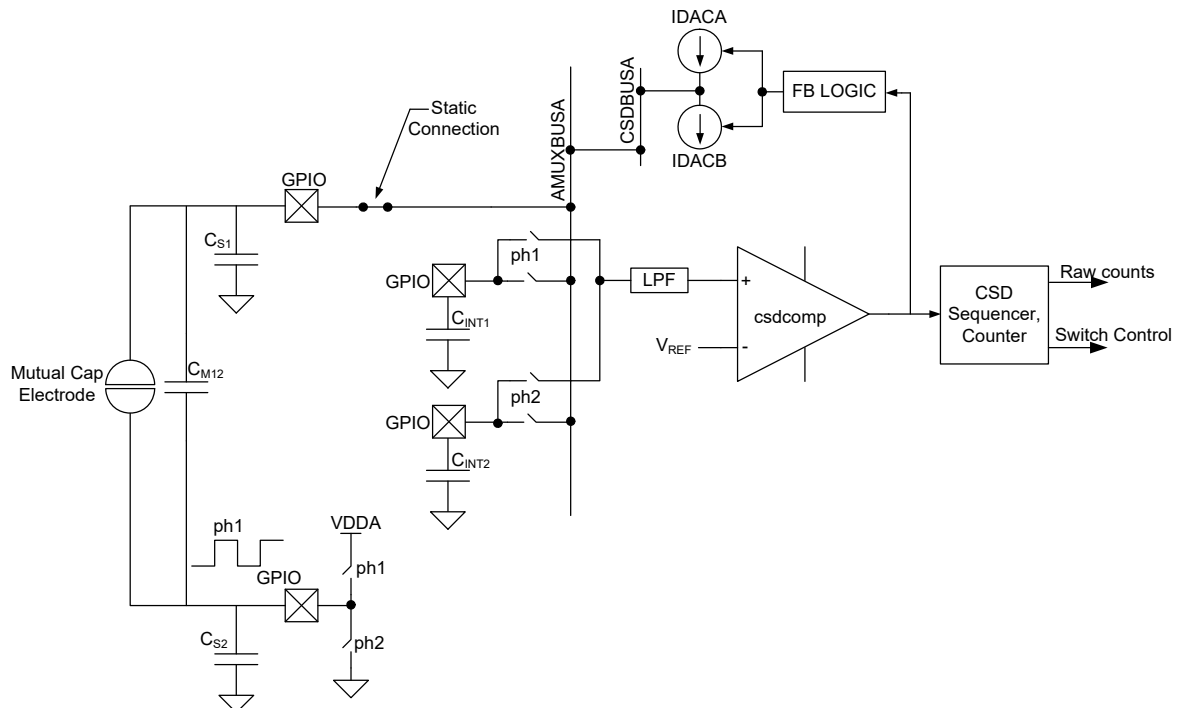 IDACA
CSDBUSA
FB LOGIC
Static
Connection
AMUXBUSA
IDACB
GPIO
CS1
ph1
GPIO
LPF
+
csdcomp
CSD
Sequencer,
Counter
Raw counts
Switch Control
CINT1
VREF
-
Mutual Cap
Electrode
CM12
ph2
GPIO
CINT2
ph1
VDDA
GPIO
ph1
CS2
ph2